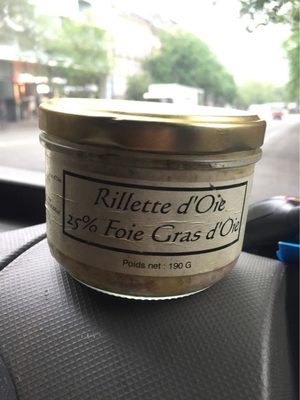 Rillette d'Oie
25% Foie Gras d'Oie
Poids net : 190 G